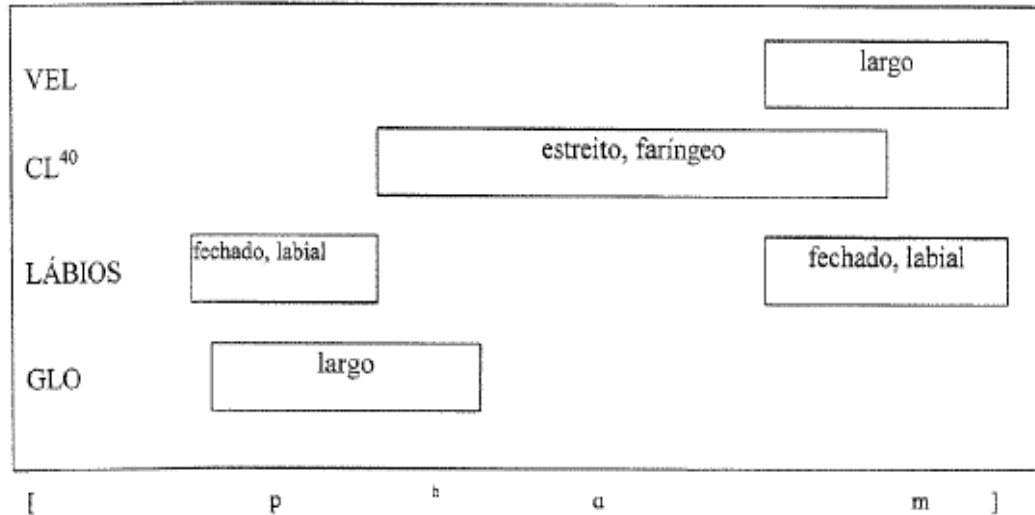 VEL largo
CL⁴⁰ estreito, faríngeo
LÁBIOS fechado, labial fechado, labial
GLO largo
[ p ʰ ɑ m ]